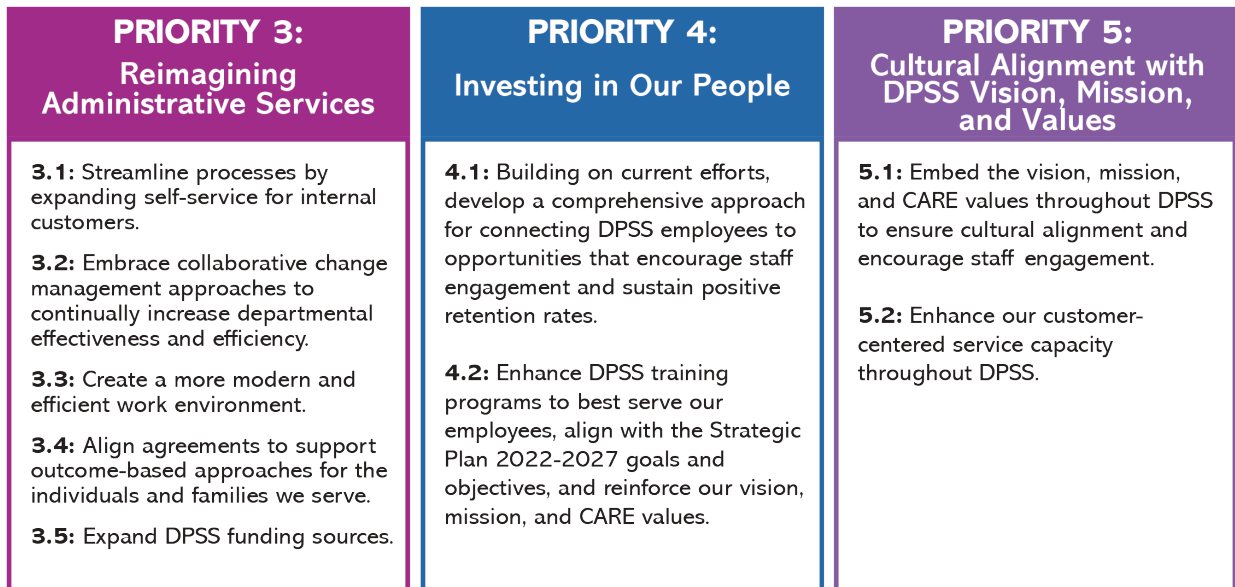 PRIORITY 3:
Reimagining
Administrative Services
3.1: Streamline processes by
expanding self-service for internal
customers.
3.2: Embrace collaborative change
management approaches to
continually increase departmental
effectiveness and efficiency.
3.3: Create a more modern and
efficient work environment.
3.4: Align agreements to support
outcome-based approaches for the
individuals and families we serve.
3.5: Expand DPSS funding sources.
PRIORITY 4:
Investing in Our People
4.1: Building on current efforts,
develop a comprehensive approach
for connecting DPSS employees to
opportunities that encourage staff
engagement and sustain positive
retention rates.
4.2: Enhance DPSS training
programs to best serve our
employees, align with the Strategic
Plan 2022-2027 goals and
objectives, and reinforce our vision,
mission, and CARE values.
PRIORITY 5:
Cultural Alignment with
DPSS Vision, Mission,
and Values
5.1: Embed the vision, mission,
and CARE values throughout DPSS
to ensure cultural alignment and
encourage staff engagement.
5.2: Enhance our customer-
centered service capacity
throughout DPSS.